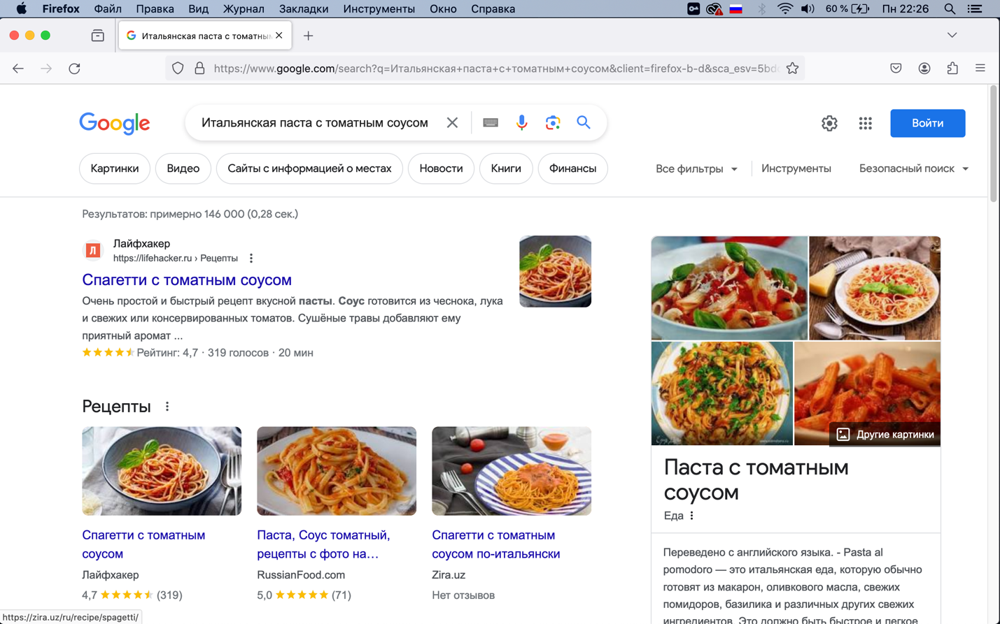 Firefox Файл Правка Вид Журнал Закладки Инструменты Окно Справка 60 % Пн 22:26
Итальянская паста с томатны
https://www.google.com/search?q=Итальянская+паста+с+томатным+соусом&client=firefox-b-d&sca_esv=5bd
Google
Итальянская паста с томатным соусом
Войти
Картинки Видео Сайты с информацией о местах Новости Книги Финансы Все фильтры Инструменты Безопасный поиск
Результатов: примерно 146 000 (0,28 сек.)
Л
Лайфхакер
https://lifehacker.ru › Рецепты
Спагетти с томатным соусом
Очень простой и быстрый рецепт вкусной пасты. Соус готовится из чеснока, лука
и свежих или консервированных томатов. Сушёные травы добавляют ему
приятный аромат ...
Рейтинг: 4,7 · 319 голосов · 20 мин
Рецепты
Спагетти с томатным
соусом
Лайфхакер
4,7 (319)
Паста, Соус томатный,
рецепты с фото на...
RussianFood.com
5,0 (71)
Спагетти с томатным
соусом по-итальянски
Zira.uz
Нет отзывов
Другие картинки
Паста с томатным
соусом
Еда
Переведено с английского языка. - Pasta al
pomodoro — это итальянская еда, которую обычно
готовят из макарон, оливкового масла, свежих
помидоров, базилика и различных других свежих
ингредиентов. Это должно быть быстрое и легкое
https://zira.uz/ru/recipe/spagetti/